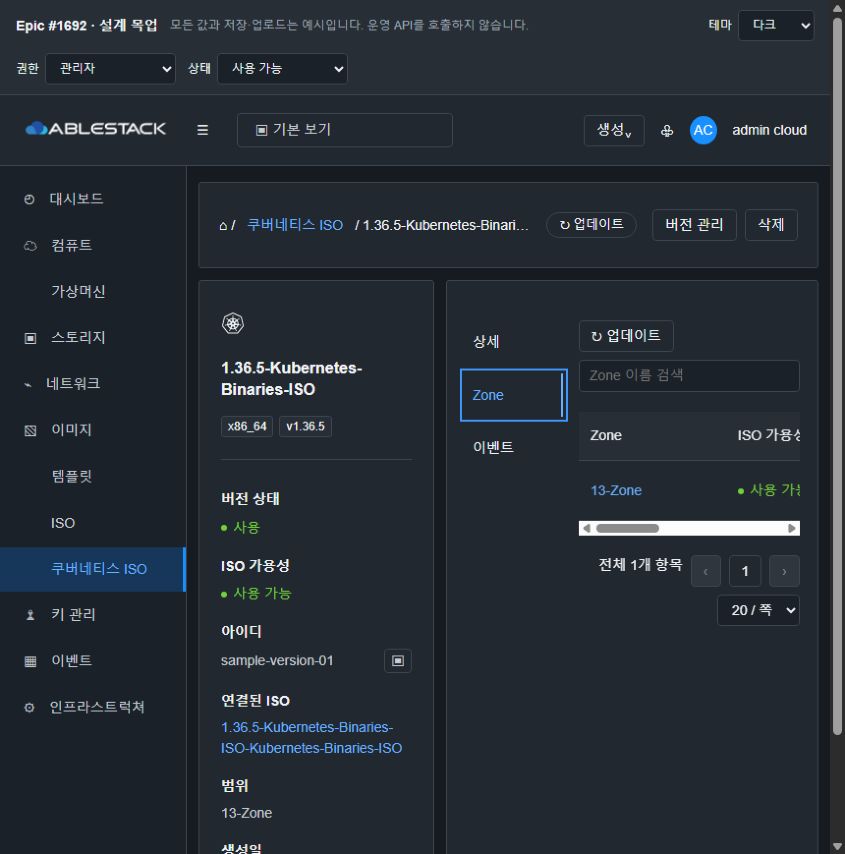 Epic #1692 · 설계 목업 모든 값과 저장·업로드는 예시입니다. 운영 API를 호출하지 않습니다. 테마 다크
권한 관리자 상태 사용 가능
ABLESTACK ☰ 기본 보기 생성 AC admin cloud
대시보드
컴퓨트
가상머신
스토리지
네트워크
이미지
템플릿
ISO
쿠버네티스 ISO
키 관리
이벤트
인프라스트럭쳐
/ 쿠버네티스 ISO / 1.36.5-Kubernetes-Binari… ↻ 업데이트 버전 관리 삭제
1.36.5-Kubernetes-
Binaries-ISO
x86_64 v1.36.5
버전 상태
사용
ISO 가용성
사용 가능
아이디
sample-version-01
연결된 ISO
1.36.5-Kubernetes-Binaries-
ISO-Kubernetes-Binaries-ISO
범위
13-Zone
생성일
상세
Zone
이벤트
↻ 업데이트
Zone 이름 검색
Zone ISO 가용성
13-Zone 사용 가능
전체 1개 항목 ‹ 1 ›
20 / 쪽